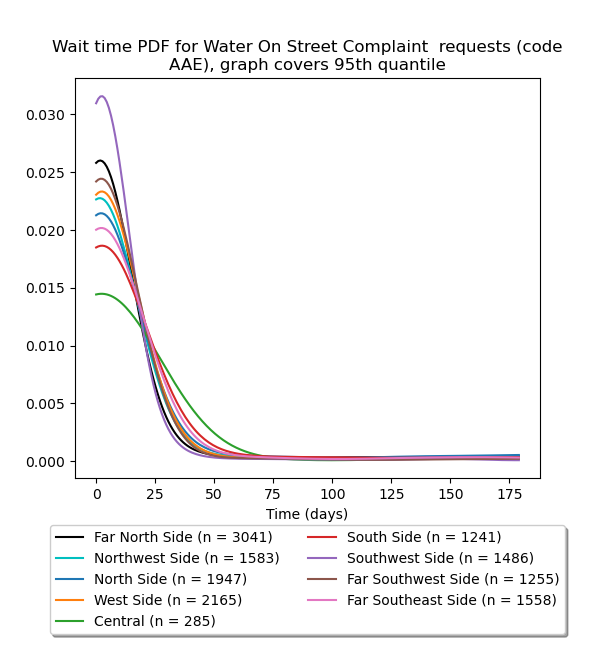 Wait time PDF for Water On Street Complaint  requests (code
AAE), graph covers 95th quantile
0.030
0.025
0.020
0.015
0.010
0.005
0.000
0 25 50 75 100 125 150 175
Time (days)
Far North Side (n = 3041)
Northwest Side (n = 1583)
North Side (n = 1947)
West Side (n = 2165)
Central (n = 285)
South Side (n = 1241)
Southwest Side (n = 1486)
Far Southwest Side (n = 1255)
Far Southeast Side (n = 1558)